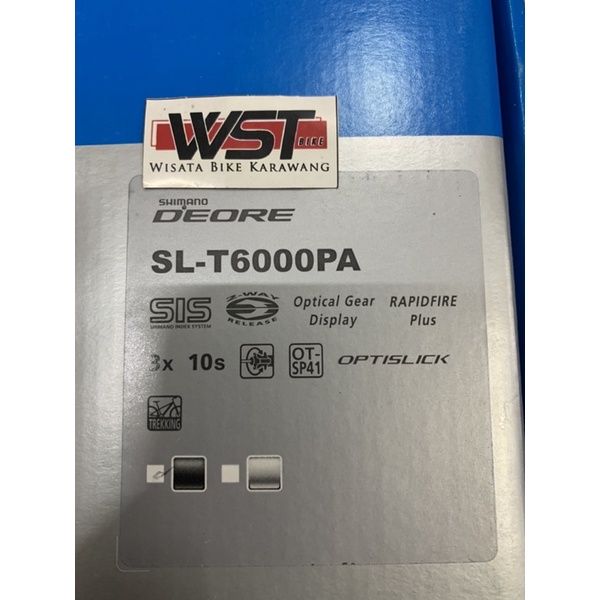 WST
BIKE
WISATA BIKE KARAWANG
SHIMANO
DEORE
SL-T6000PA
SIS
SHIMANO INDEX SYSTEM
2-WAY
RELEASE
Optical Gear
Display
RAPIDFIRE
Plus
3x 10s
OT-
SP41
OPTISLICK
TREKKING